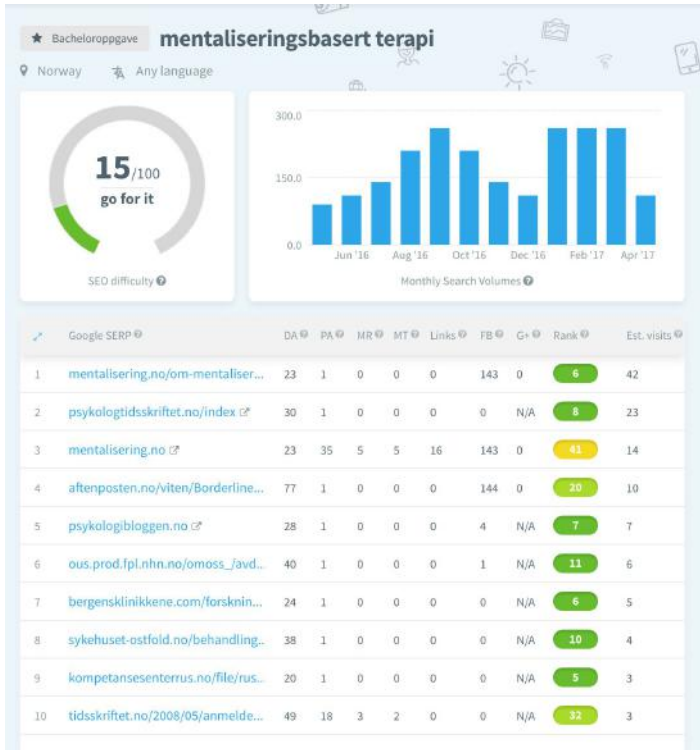 ★ Bacheloroppgave mentaliseringsbasert terapi
Norway Any language
15/100
go for it
SEO difficulty
300.0
150.0
0.0
Jun '16 Aug '16 Oct '16 Dec '16 Feb '17 Apr '17
Monthly Search Volumes
Google SERP DA PA MR MT Links FB G+ Rank Est. visits
1 mentalisering.no/om-mentaliser... 23 1 0 0 0 143 0 6 42
2 psykologtidsskriftet.no/index 30 1 0 0 0 0 N/A 8 23
3 mentalisering.no 23 35 5 5 16 143 0 41 14
4 aftenposten.no/viten/Borderline... 77 1 0 0 0 144 0 20 10
5 psykologibloggen.no 28 1 0 0 0 4 N/A 7 7
6 ous.prod.fpl.nhn.no/omoss_/avd.. 40 1 0 0 0 1 N/A 11 6
7 bergensklinikkene.com/forsknin... 24 1 0 0 0 0 N/A 6 5
8 sykehuset-ostfold.no/behandling.. 38 1 0 0 0 0 N/A 10 4
9 kompetansesenterrus.no/file/rus.. 20 1 0 0 0 0 N/A 5 3
10 tidsskriftet.no/2008/05/anmelde... 49 18 3 2 0 0 N/A 32 3